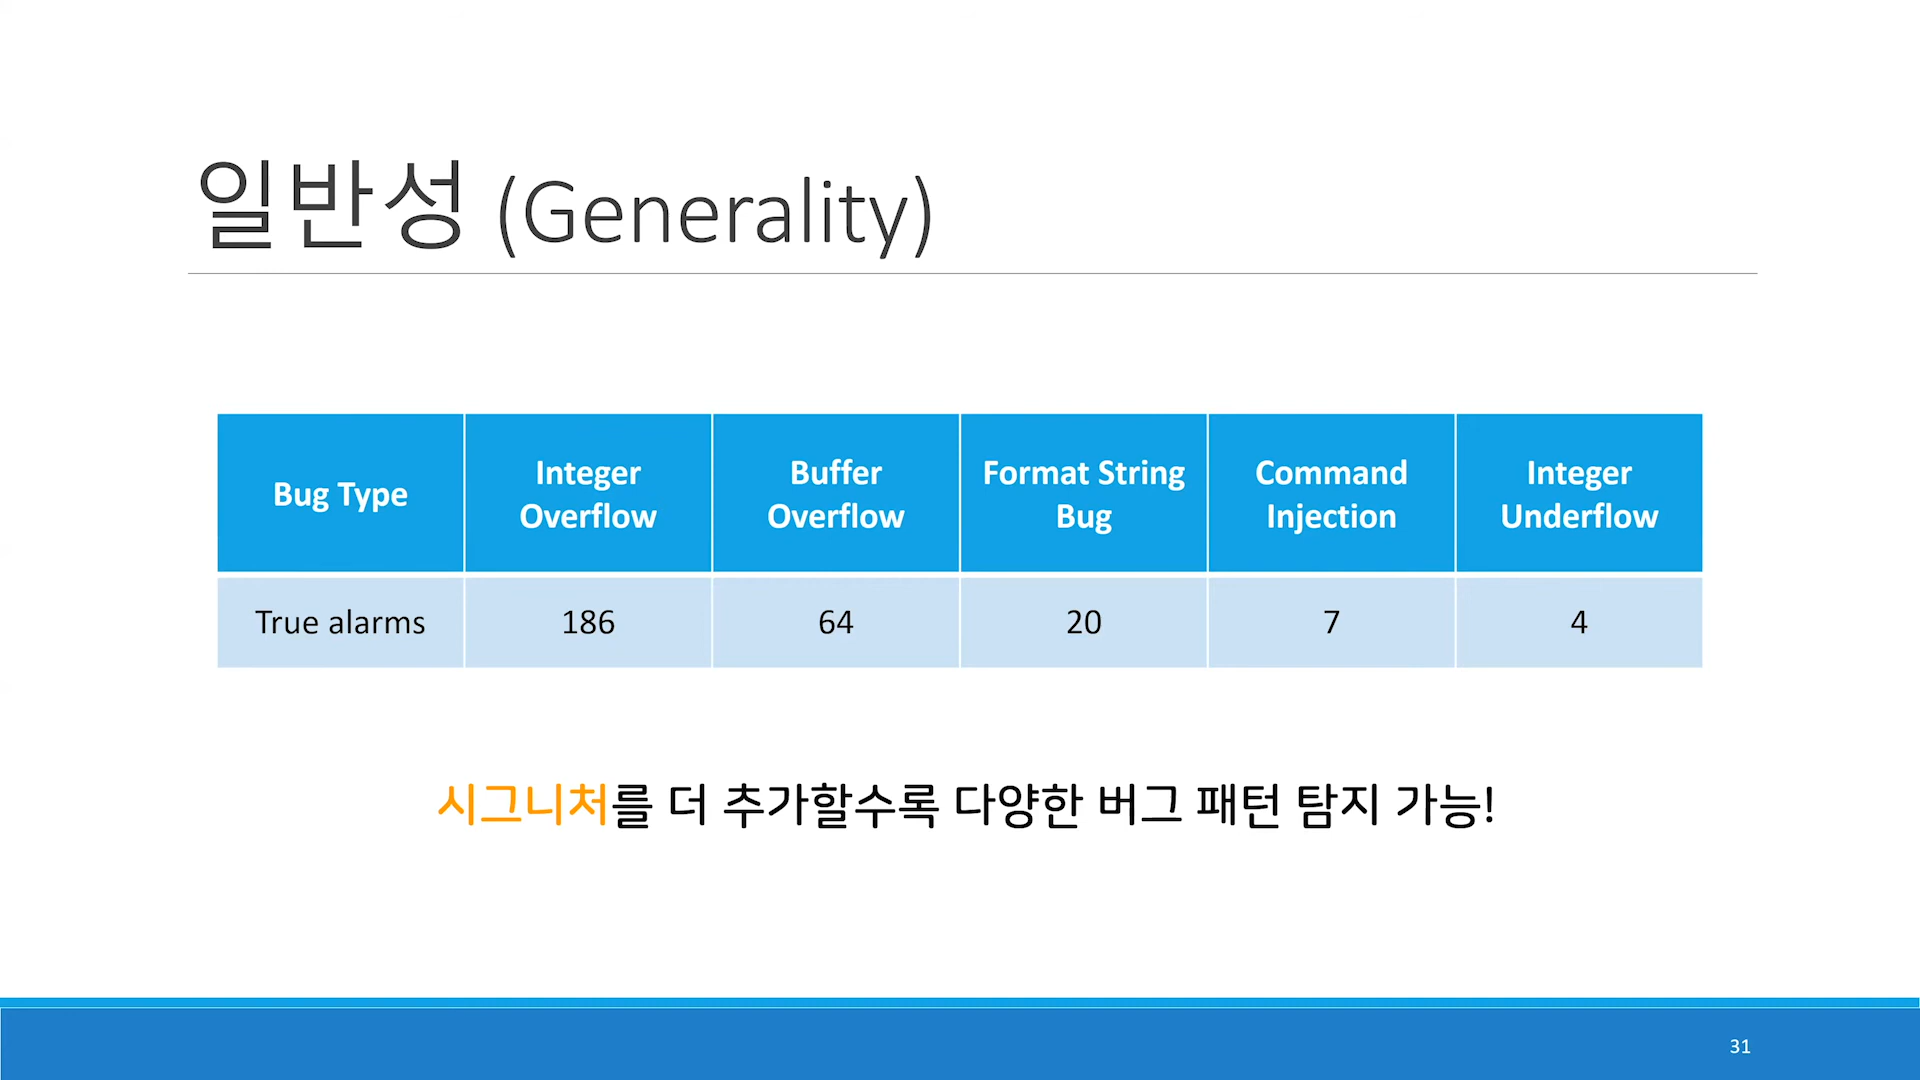 일반성 (Generality)
Bug Type
Integer
Overflow
Buffer
Overflow
Format String
Bug
Command
Injection
Integer
Underflow
True alarms 186 64 20 7 4
시그니처를 더 추가할수록 다양한 버그 패턴 탐지 가능!
31